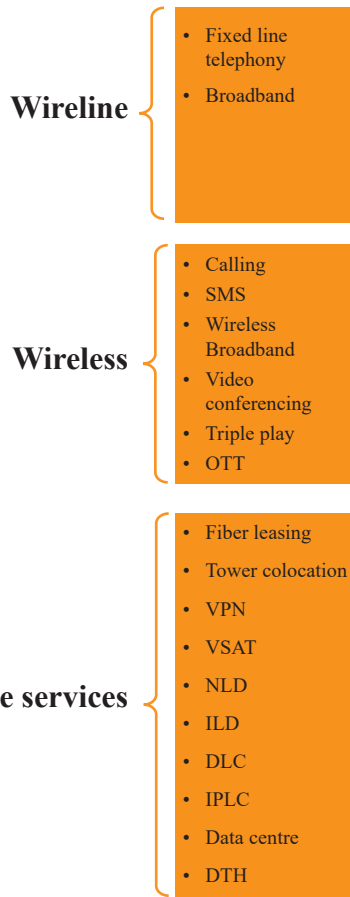 Wireline
• Fixed line
telephony
• Broadband
Wireless
• Calling
• SMS
• Wireless
Broadband
• Video
conferencing
• Triple play
• OTT
e services
• Fiber leasing
• Tower colocation
• VPN
• VSAT
• NLD
• ILD
• DLC
• IPLC
• Data centre
• DTH